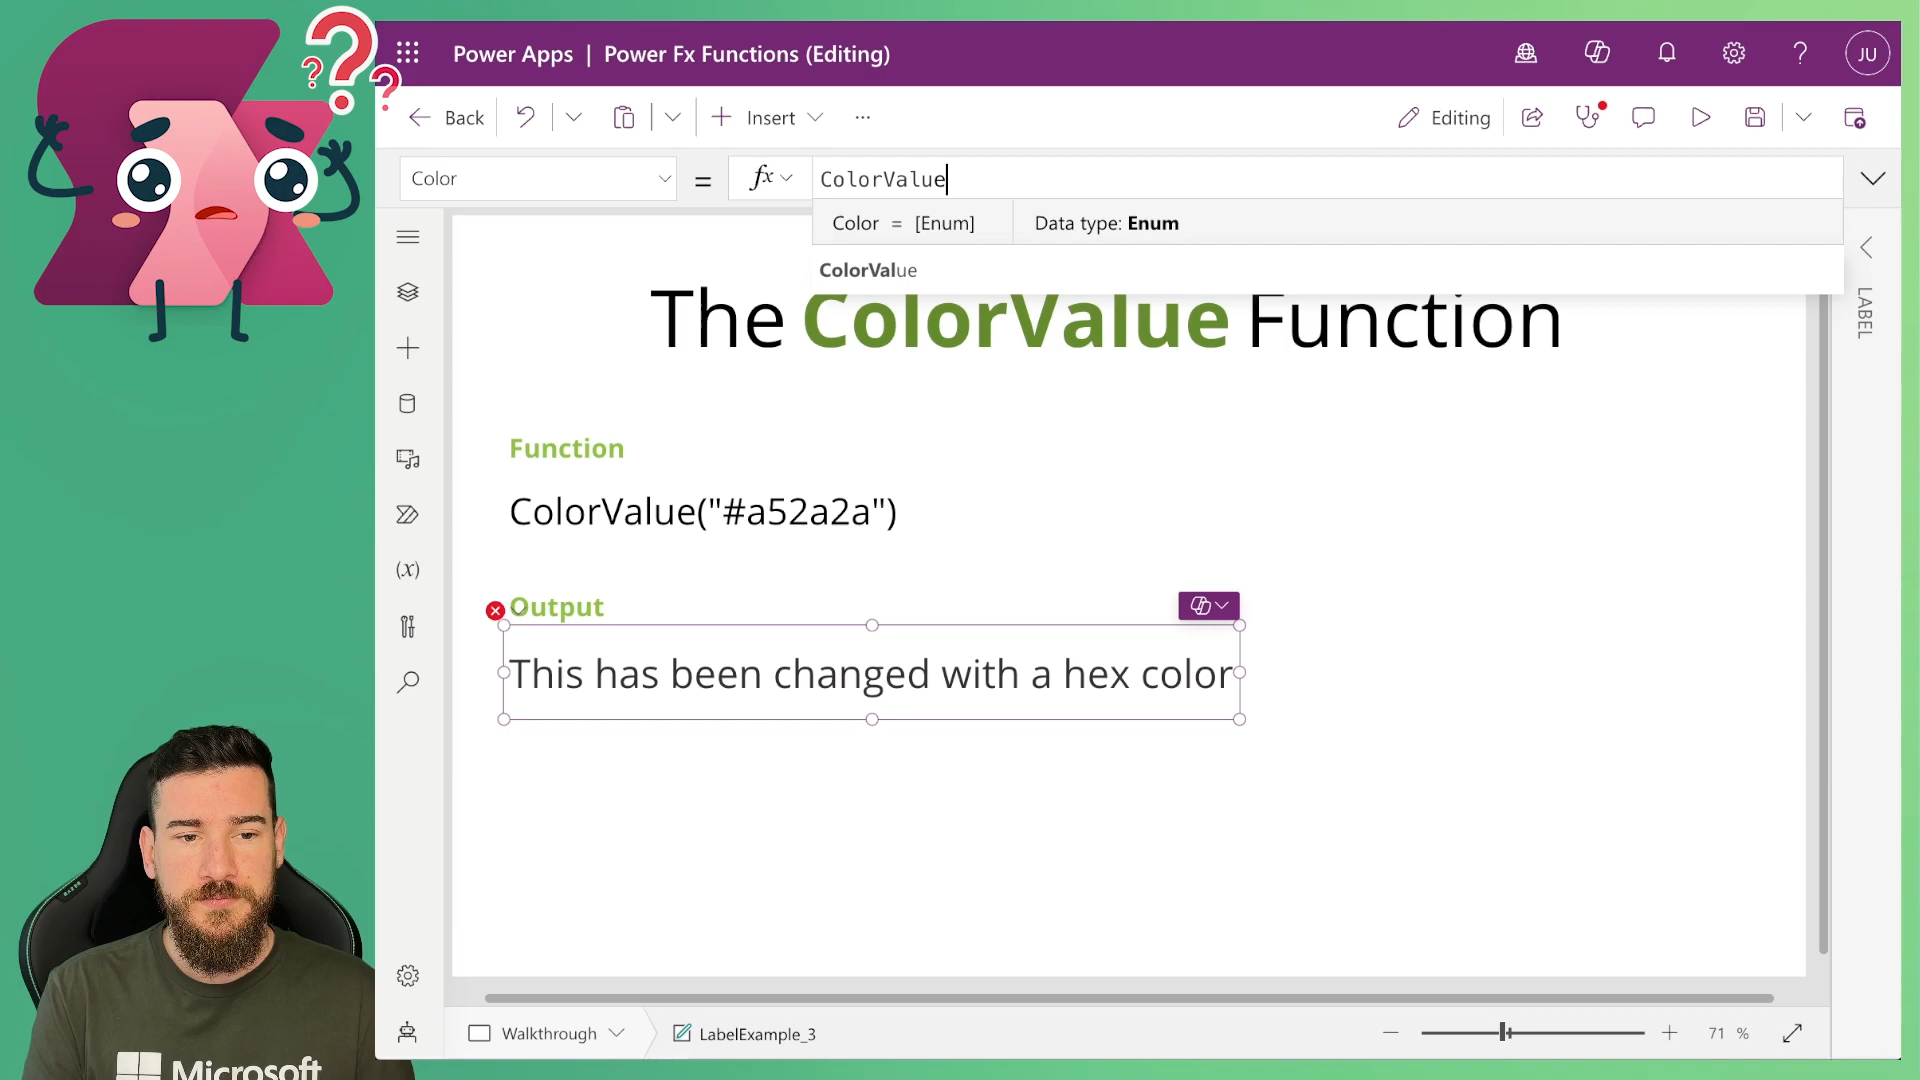 Power Apps | Power Fx Functions (Editing)
JU
Back
Insert
Editing
Color
=
fx
ColorValue
Color = [Enum]
Data type: Enum
ColorValue
The ColorValue Function
LABEL
Function
ColorValue("#a52a2a")
Output
This has been changed with a hex color
(x)
Walkthrough
LabelExample_3
71 %
Microsoft